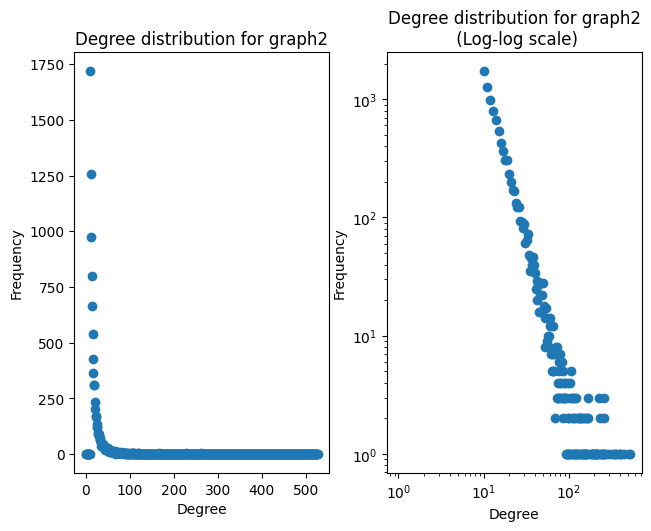 Degree distribution for graph2
1750
1500
1250
1000
750
500
250
0
Frequency
0 100 200 300 400 500
Degree
Degree distribution for graph2
(Log-log scale)
10³
10²
10¹
10⁰
Frequency
10⁰ 10¹ 10²
Degree